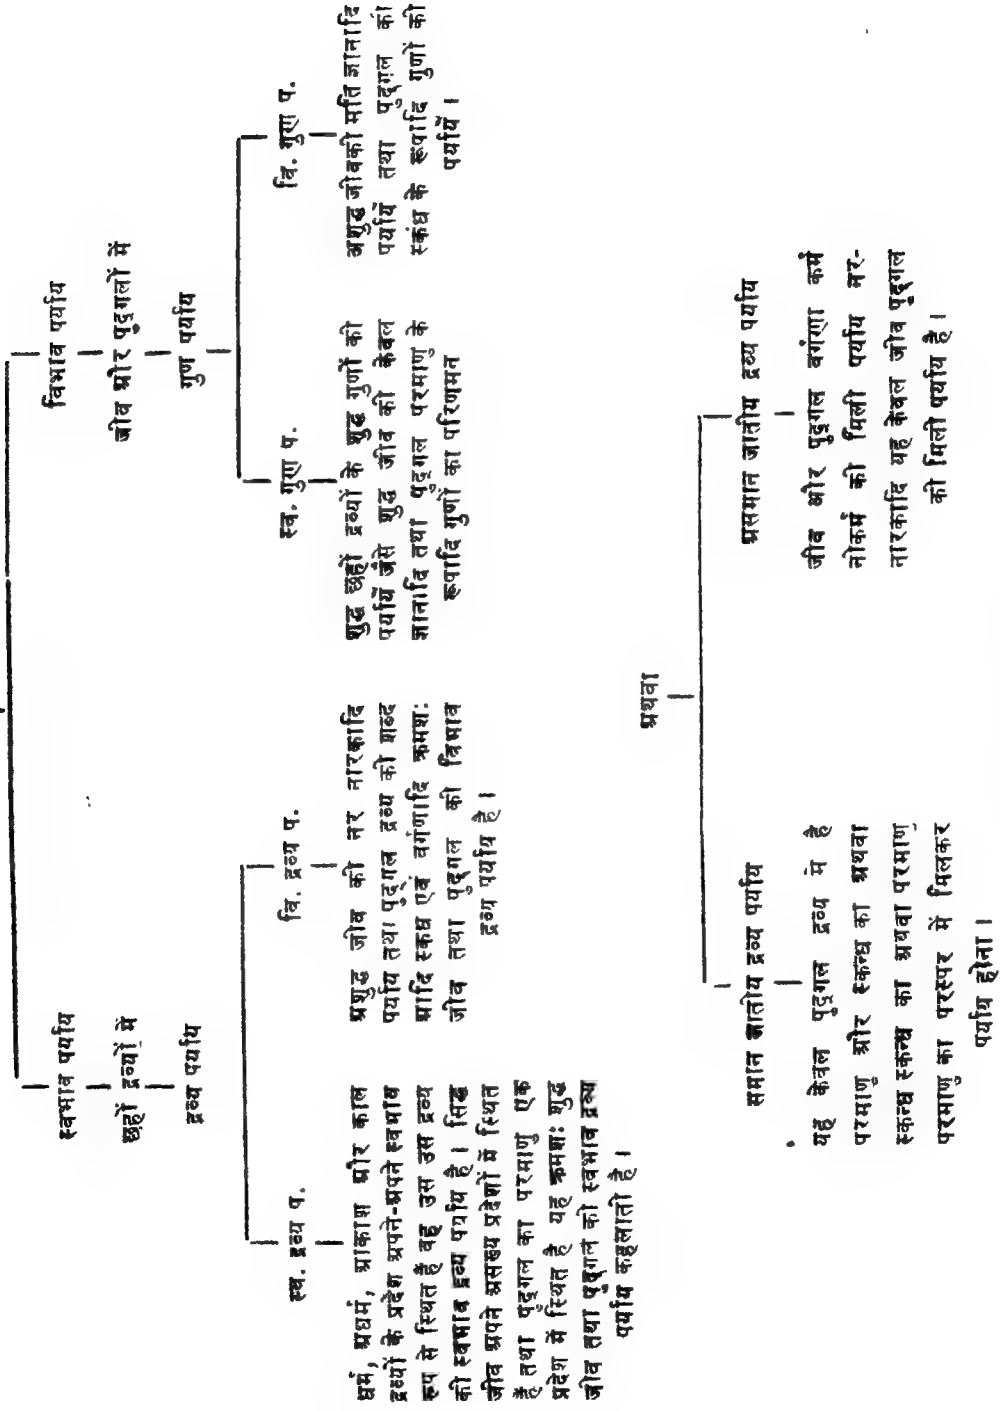 स्वभाव पर्याय
छहों द्रव्यों में
द्रव्य पर्याय
विभाव पर्याय
जीव और पुद्गलों में
गुण पर्याय
स्व. द्रव्य प.
धर्म, अधर्म, आकाश और काल
द्रव्यों के प्रदेश अपने-अपने स्वभाव
रूप से स्थित हैं वह उस उस द्रव्य
की स्वभाव द्रव्य पर्याय है। सिद्ध
जीव अपने असंख्य प्रदेशों में स्थित
हैं तथा पुद्गल का परमाणु एक
प्रदेश में स्थित है यह क्रमशः शुद्ध
जीव तथा पुद्गल की स्वभाव द्रव्य
पर्याय कहलाती है।
वि. द्रव्य प.
अशुद्ध जीव की नर नारकादि
पर्याय तथा पुद्गल द्रव्य की शब्द
आदि स्कंध एवं वर्गणादि क्रमशः
जीव तथा पुद्गल की विभाव
द्रव्य पर्याय है।
स्व. गुण प.
शुद्ध छहों द्रव्यों के शुद्ध गुणों की
पर्यायें जैसे शुद्ध जीव की केवल
ज्ञानादि तथा पुद्गल परमाणु के
रूपादि गुणों का परिणमन
वि. गुण प.
अशुद्ध जीवकी मति ज्ञानादि
पर्यायें तथा पुद्गल की
स्कंध के रूपादि गुणों की
पर्यायें।
अथवा
समान जातीय द्रव्य पर्याय
यह केवल पुद्गल द्रव्य में है
परमाणु और स्कन्ध का अथवा
स्कन्ध स्कन्ध का अथवा परमाणु
परमाणु का परस्पर में मिलकर
पर्याय होना।
असमान जातीय द्रव्य पर्याय
जीव और पुद्गल वर्गणा कर्म
नोकर्म की मिली पर्याय नर-
नारकादि यह केवल जीव पुद्गल
की मिली पर्याय है।